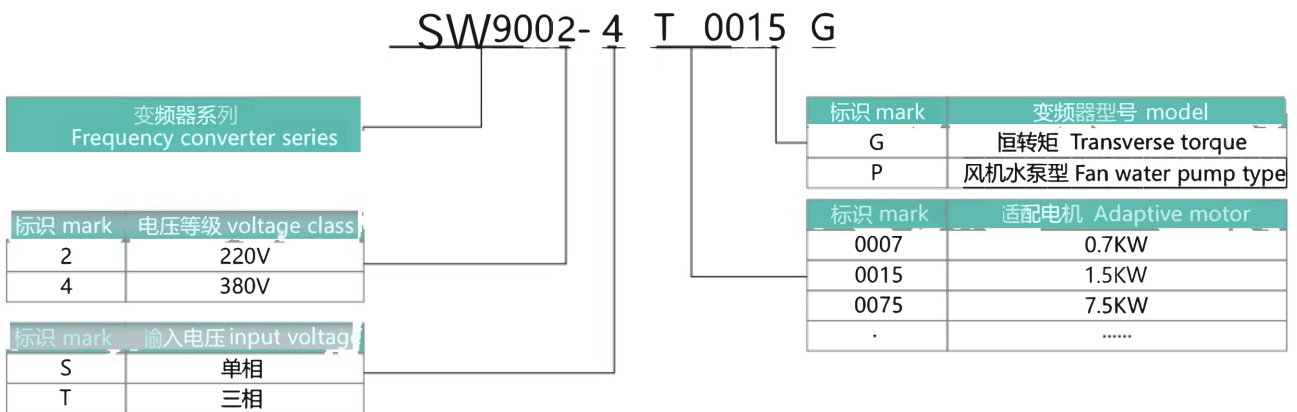 SW9002-4 T 0015 G
变频器系列
Frequency converter series
标识 mark 电压等级 voltage class
2 220V
4 380V
标识 mark 输入电压 input voltage
S 单相
T 三相
标识 mark 变频器型号 model
G 恒转矩 Transverse torque
P 风机水泵型 Fan water pump type
标识 mark 适配电机 Adaptive motor
0007 0.7KW
0015 1.5KW
0075 7.5KW
· ······